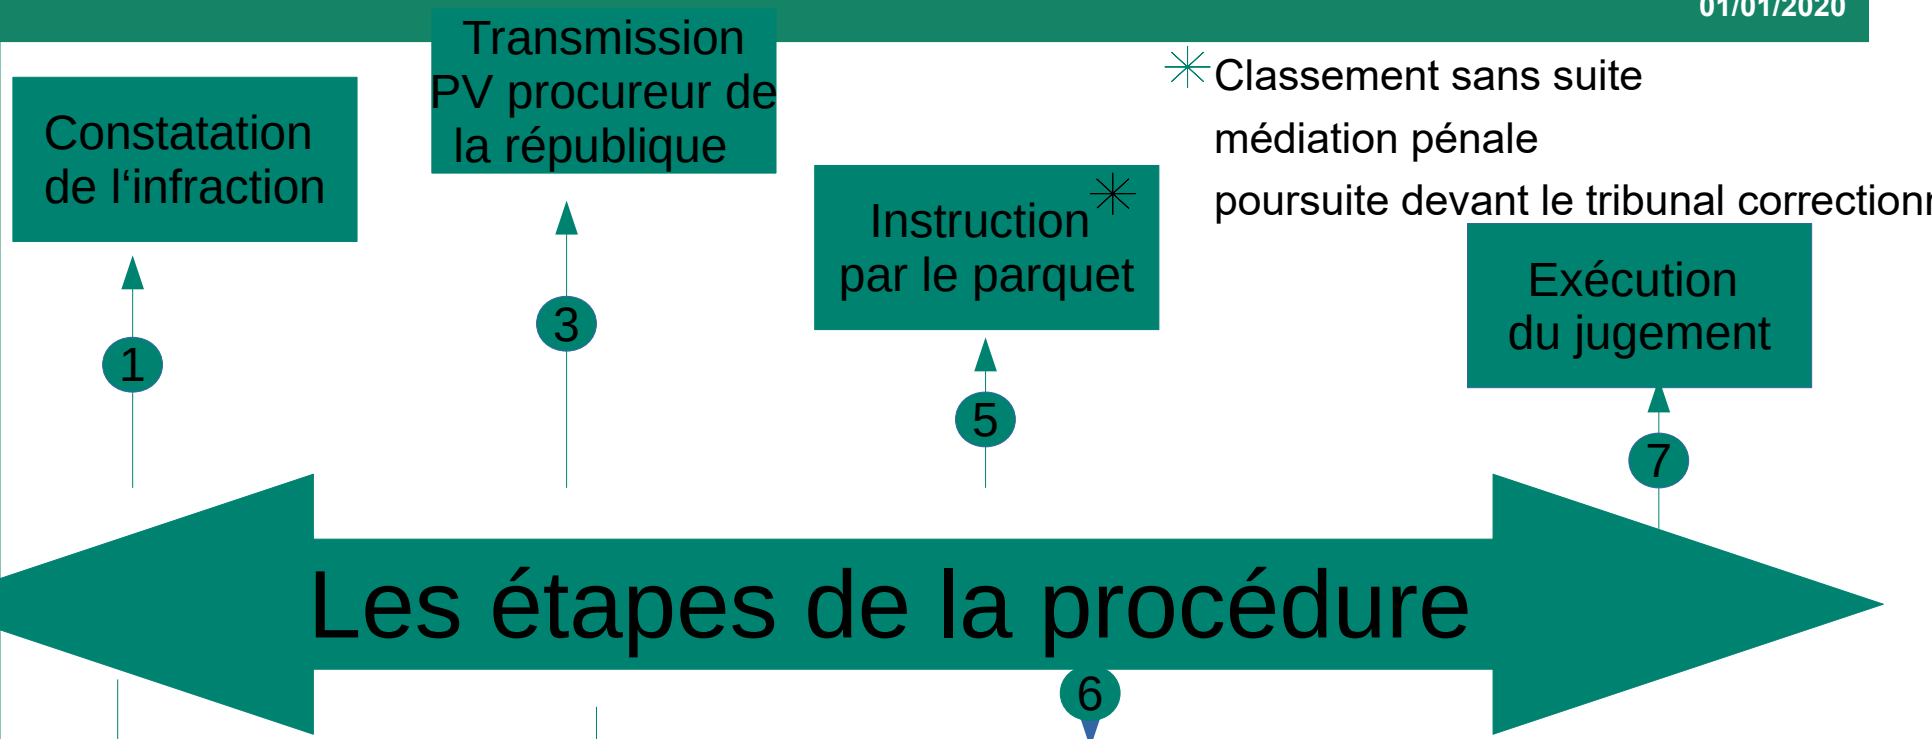 01/01/2020
Transmission
PV procureur de
la république
Constatation
de l‘infraction
Classement sans suite
médiation pénale
poursuite devant le tribunal correctionn
Instruction
par le parquet
Exécution
du jugement
1
3
5
7
Les étapes de la procédure
6